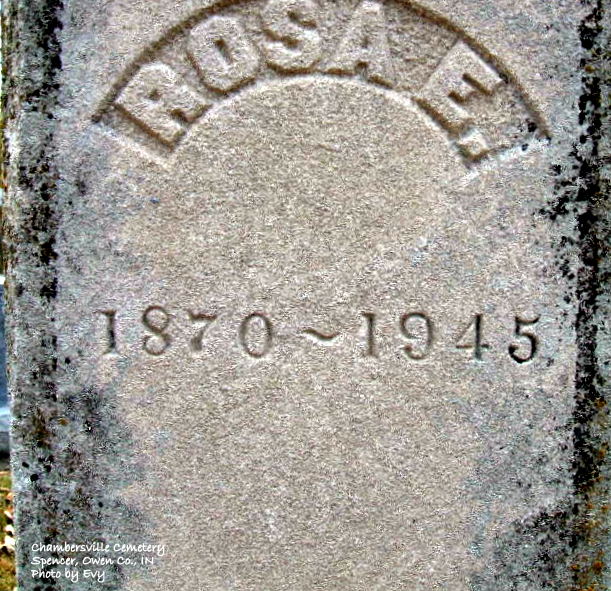 ROSA E.
1870~1945
Chambersville Cemetery
Spencer, Owen Co., IN
Photo by Evy